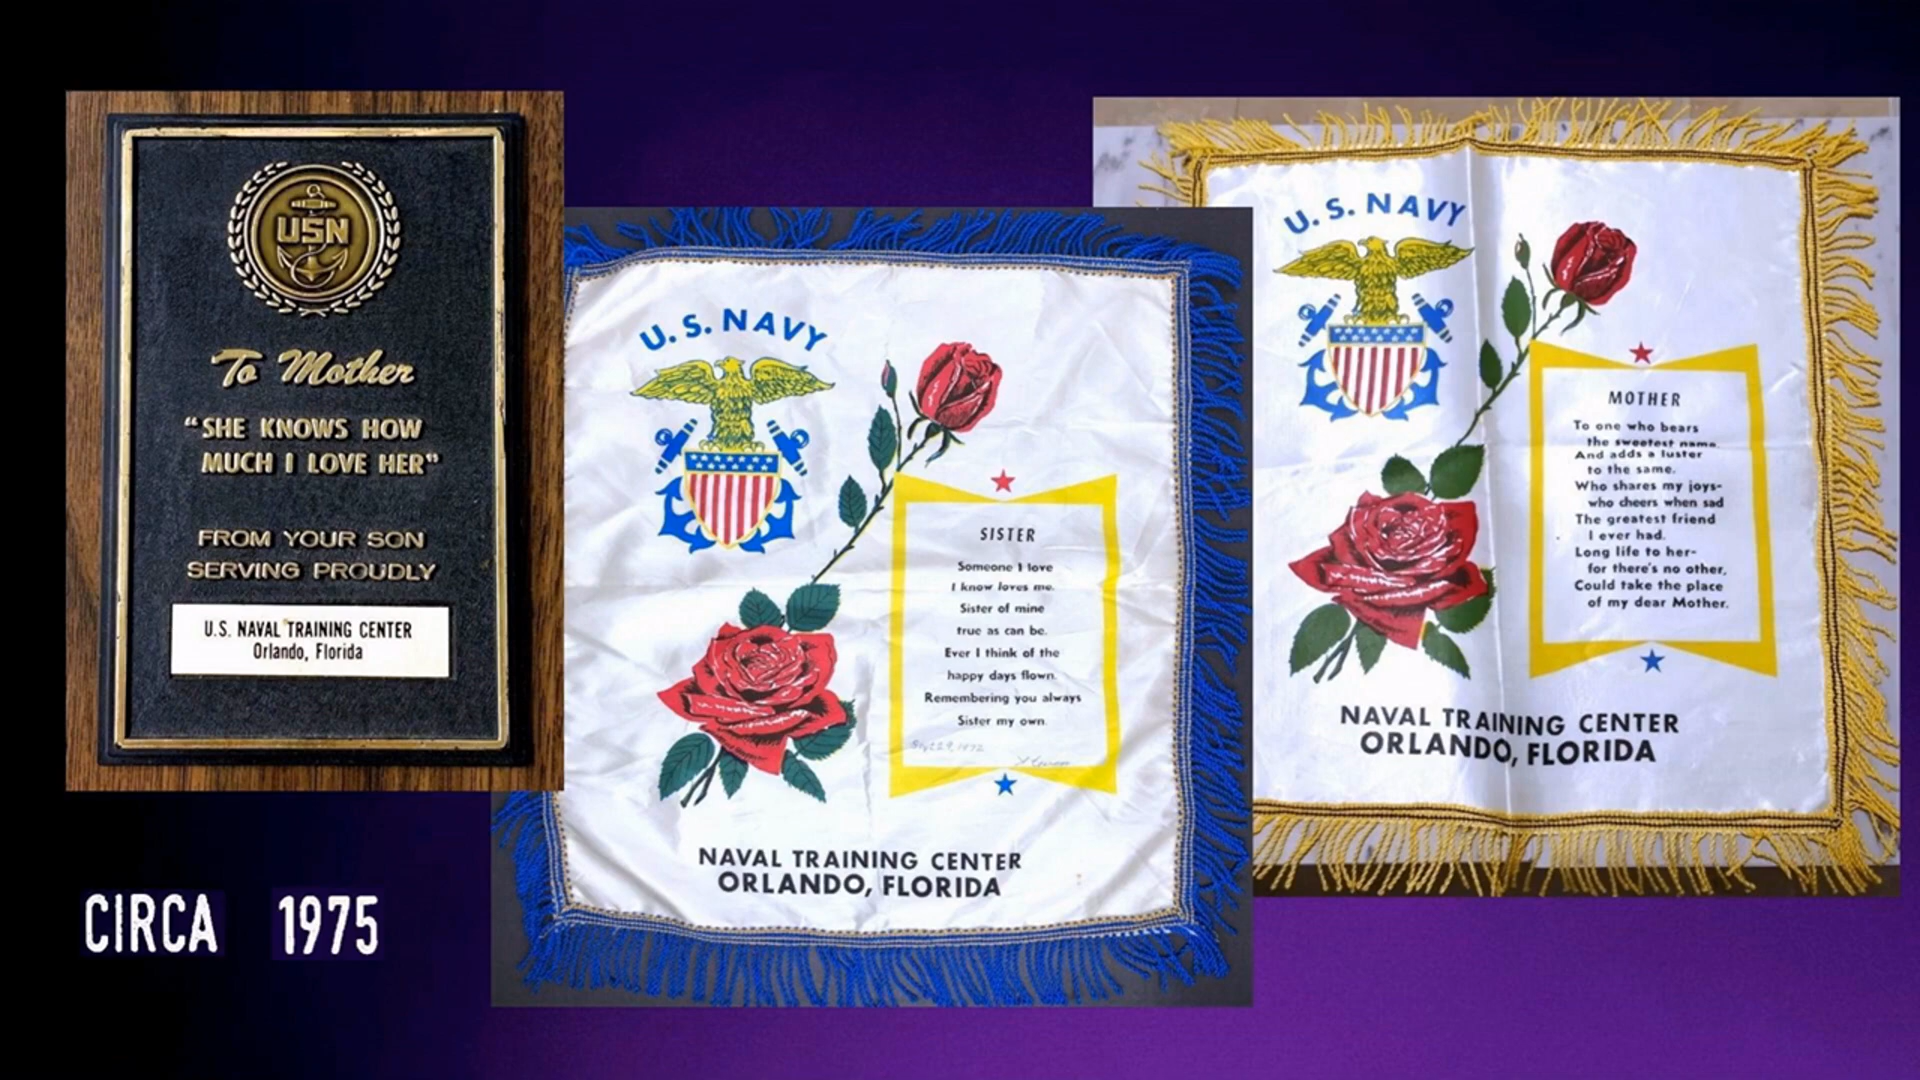 USN
To Mother
"SHE KNOWS HOW
MUCH I LOVE HER"
FROM YOUR SON
SERVING PROUDLY
U.S. NAVAL TRAINING CENTER
Orlando, Florida
CIRCA 1975
U.S. NAVY
SISTER
Someone I love
I know loves me.
Sister of mine
true as can be.
Ever I think of the
happy days flown.
Remembering you always
Sister my own.
NAVAL TRAINING CENTER
ORLANDO, FLORIDA
U.S. NAVY
MOTHER
To one who bears
the sweetest name,
And adds a luster
to the same.
Who shares my joys-
who cheers when sad
The greatest friend
I ever had.
Long life to her-
for there's no other,
Could take the place
of my dear Mother.
NAVAL TRAINING CENTER
ORLANDO, FLORIDA